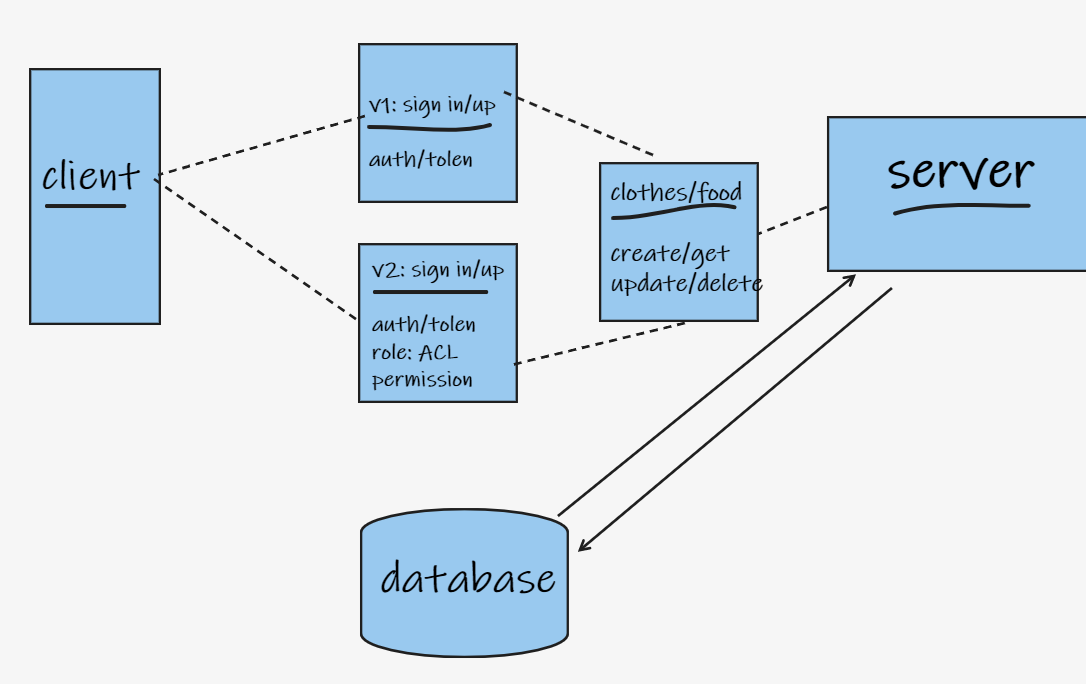 client
v1: sign in/up
auth/tolen
v2: sign in/up
auth/tolen
role: ACL
permission
clothes/food
create/get
update/delete
server
database